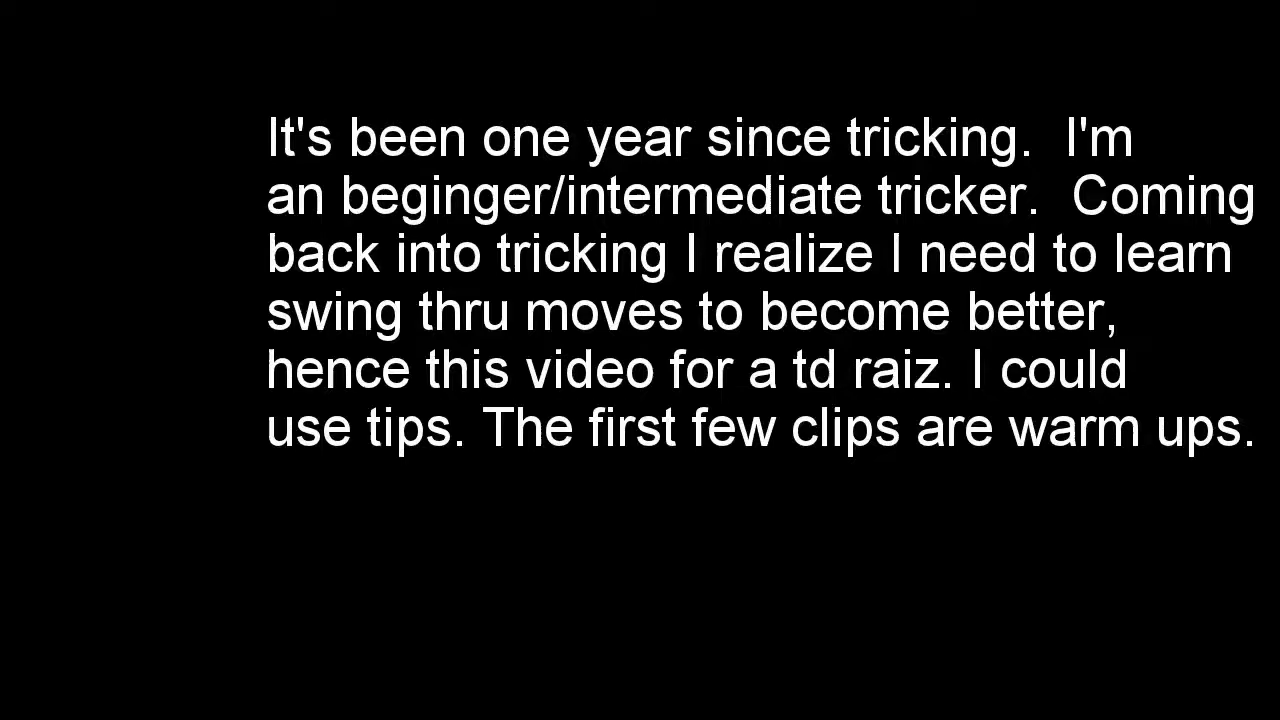 It's been one year since tricking.  I'm
an beginger/intermediate tricker.  Coming
back into tricking I realize I need to learn
swing thru moves to become better,
hence this video for a td raiz. I could
use tips. The first few clips are warm ups.